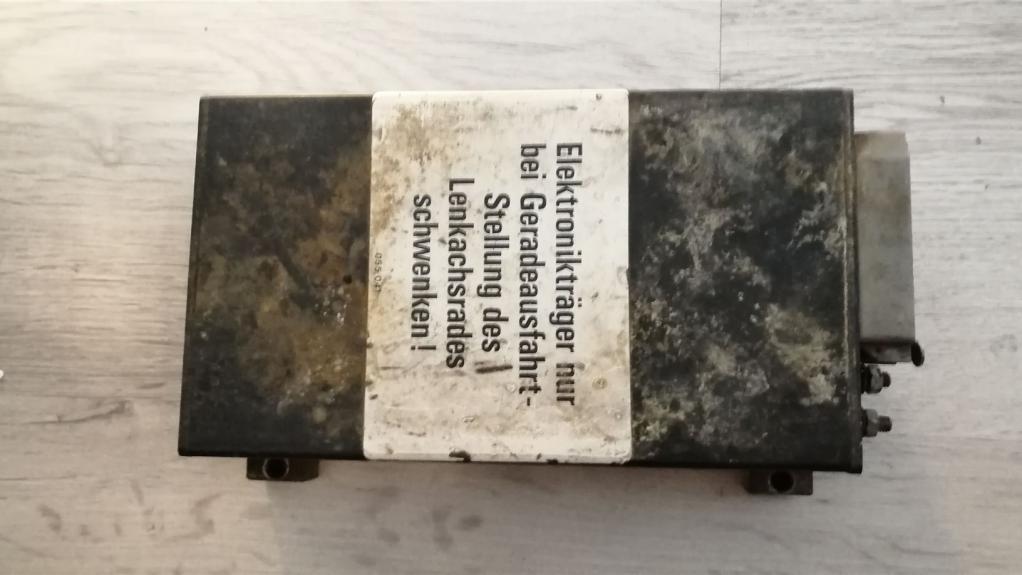 Elektronikträger nur
bei Geradeausfahrt-
Stellung des
Lenkachsrades
schwenken!